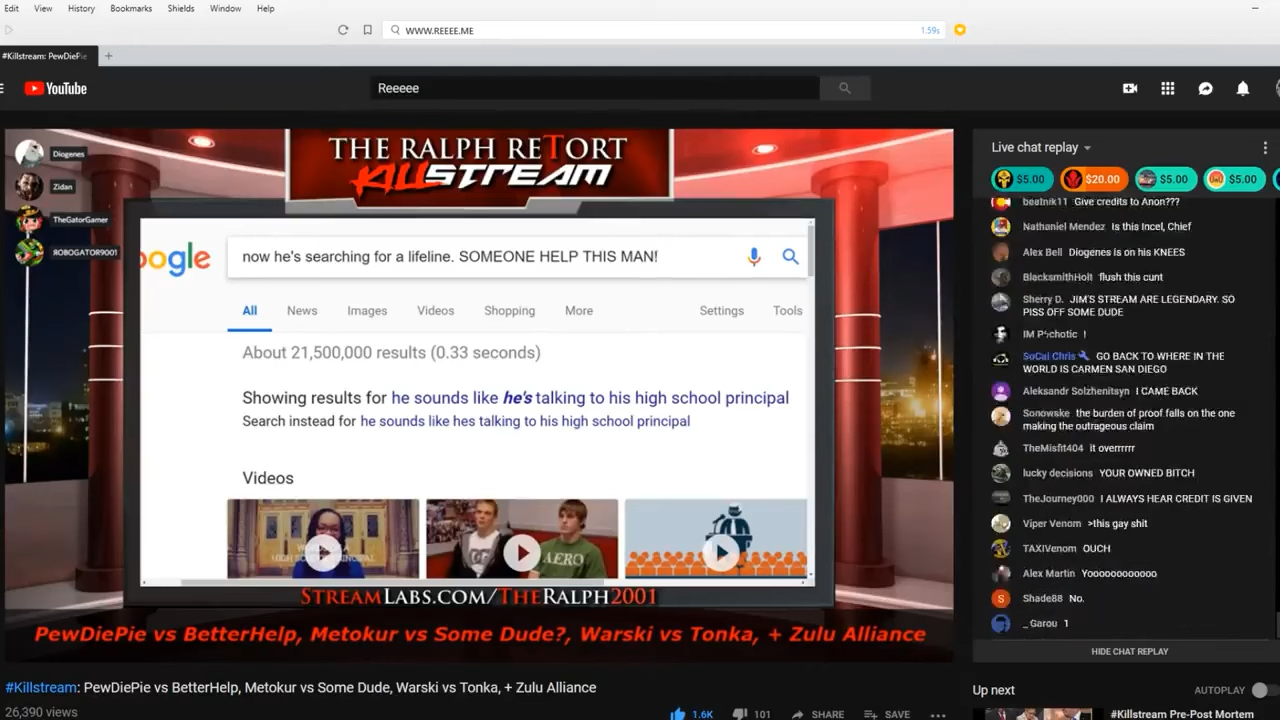 Edit View History Bookmarks Shields Window Help
WWW.REEEE.ME 1.59s
#Killstream: PewDiePie
YouTube
Reeeee
Diogenes
Zidan
TheGatorGamer
ROBOGATOR9001
THE RALPH RETORT
KILLSTREAM
oogle
now he's searching for a lifeline. SOMEONE HELP THIS MAN!
All News Images Videos Shopping More Settings Tools
About 21,500,000 results (0.33 seconds)
Showing results for he sounds like he's talking to his high school principal
Search instead for he sounds like hes talking to his high school principal
Videos
AERO
STREAMLABS.COM/THERALPH2001
PewDiePie vs BetterHelp, Metokur vs Some Dude?, Warski vs Tonka, + Zulu Alliance
#Killstream: PewDiePie vs BetterHelp, Metokur vs Some Dude, Warski vs Tonka, + Zulu Alliance
26,390 views
1.6K 101 SHARE SAVE
Live chat replay
$5.00 $20.00 $5.00 $5.00
beatnik11 Give credits to Anon???
Nathaniel Mendez Is this Incel, Chief
Alex Bell Diogenes is on his KNEES
BlacksmithHolt flush this cunt
Sherry D. JIM'S STREAM ARE LEGENDARY. SO
PISS OFF SOME DUDE
IM P̶s̶chotic !
SoCal Chris GO BACK TO WHERE IN THE
WORLD IS CARMEN SAN DIEGO
Aleksandr Solzhenitsyn I CAME BACK
Sonowske the burden of proof falls on the one
making the outrageous claim
TheMisfit404 it overrrrrr
lucky decisions YOUR OWNED BITCH
TheJourney000 I ALWAYS HEAR CREDIT IS GIVEN
Viper Venom >this gay shit
TAXIVenom OUCH
Alex Martin Yooooooooooo
Shade88 No.
_ Garou 1
HIDE CHAT REPLAY
Up next AUTOPLAY
#Killstream Pre-Post Mortem